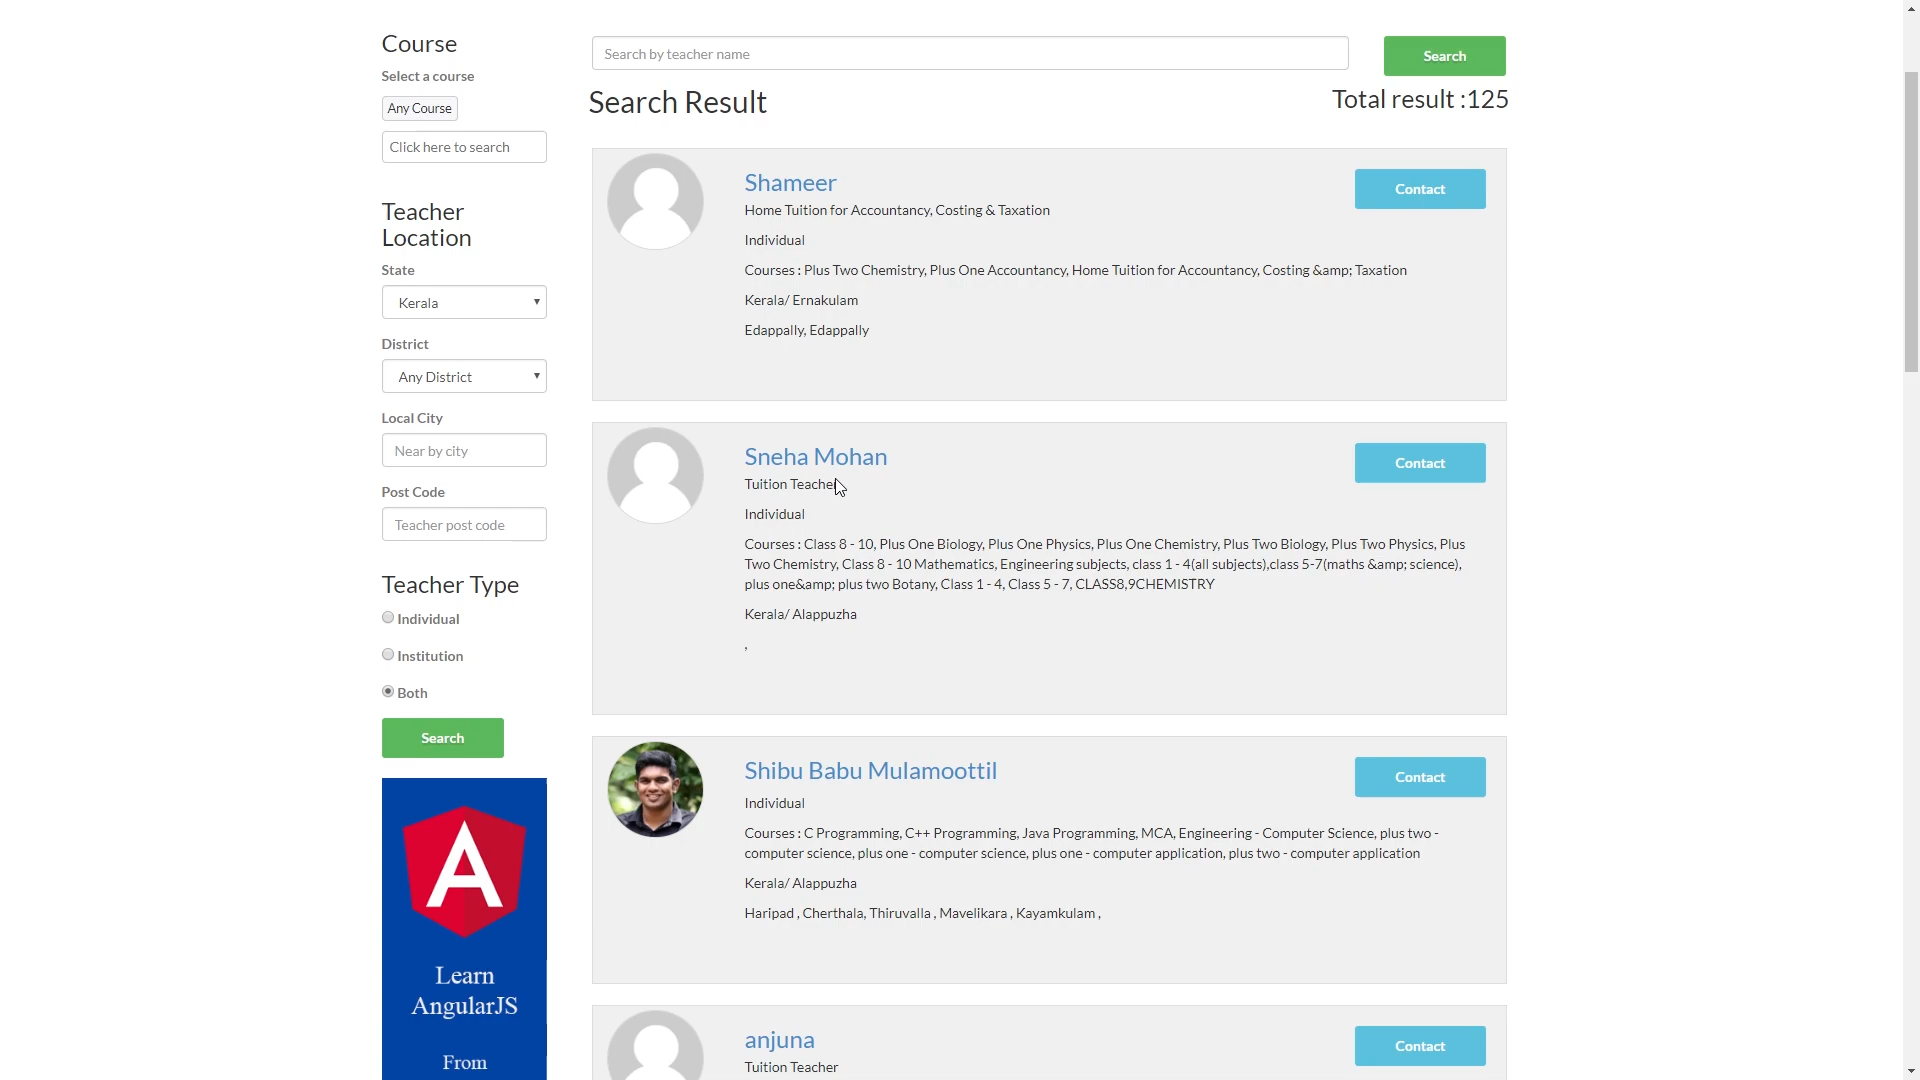 Course
Select a course
Any Course
Click here to search
Teacher
Location
State
Kerala
District
Any District
Local City
Near by city
Post Code
Teacher post code
Teacher Type
Individual
Institution
Both
Search
Learn
AngularJS
From
Search by teacher name
Search
Search Result
Total result :125
Shameer
Contact
Home Tuition for Accountancy, Costing & Taxation
Individual
Courses : Plus Two Chemistry, Plus One Accountancy, Home Tuition for Accountancy, Costing &amp; Taxation
Kerala/ Ernakulam
Edappally, Edappally
Sneha Mohan
Contact
Tuition Teacher
Individual
Courses : Class 8 - 10, Plus One Biology, Plus One Physics, Plus One Chemistry, Plus Two Biology, Plus Two Physics, Plus
Two Chemistry, Class 8 - 10 Mathematics, Engineering subjects, class 1 - 4(all subjects),class 5-7(maths &amp; science),
plus one&amp; plus two Botany, Class 1 - 4, Class 5 - 7, CLASS8,9CHEMISTRY
Kerala/ Alappuzha
,
Shibu Babu Mulamoottil
Contact
Individual
Courses : C Programming, C++ Programming, Java Programming, MCA, Engineering - Computer Science, plus two -
computer science, plus one - computer science, plus one - computer application, plus two - computer application
Kerala/ Alappuzha
Haripad , Cherthala, Thiruvalla , Mavelikara , Kayamkulam ,
anjuna
Contact
Tuition Teacher